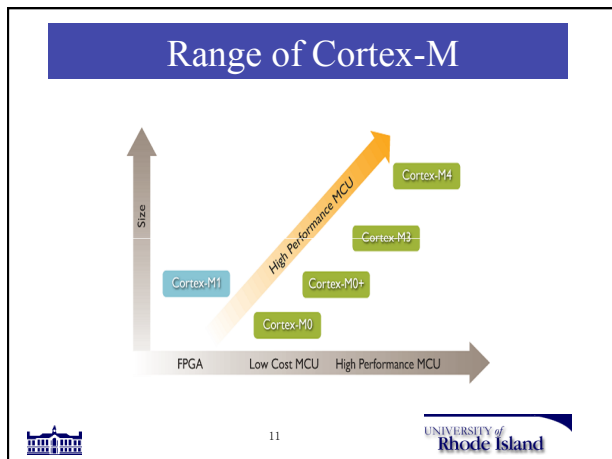 Range of Cortex-M
Size
High Performance MCU
Cortex-M4
Cortex-M3
Cortex-M1
Cortex-M0+
Cortex-M0
FPGA
Low Cost MCU
High Performance MCU
11
UNIVERSITY of
Rhode Island